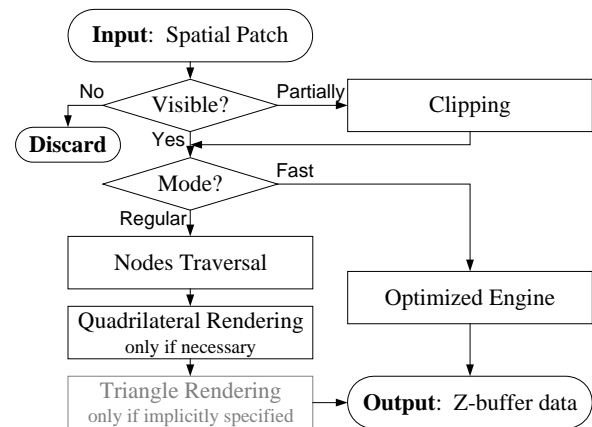 Input: Spatial Patch
No
Visible?
Partially
Clipping
Discard
Yes
Mode?
Fast
Regular
Nodes Traversal
Optimized Engine
Quadrilateral Rendering
only if necessary
Triangle Rendering
only if implicitly specified
Output: Z-buffer data